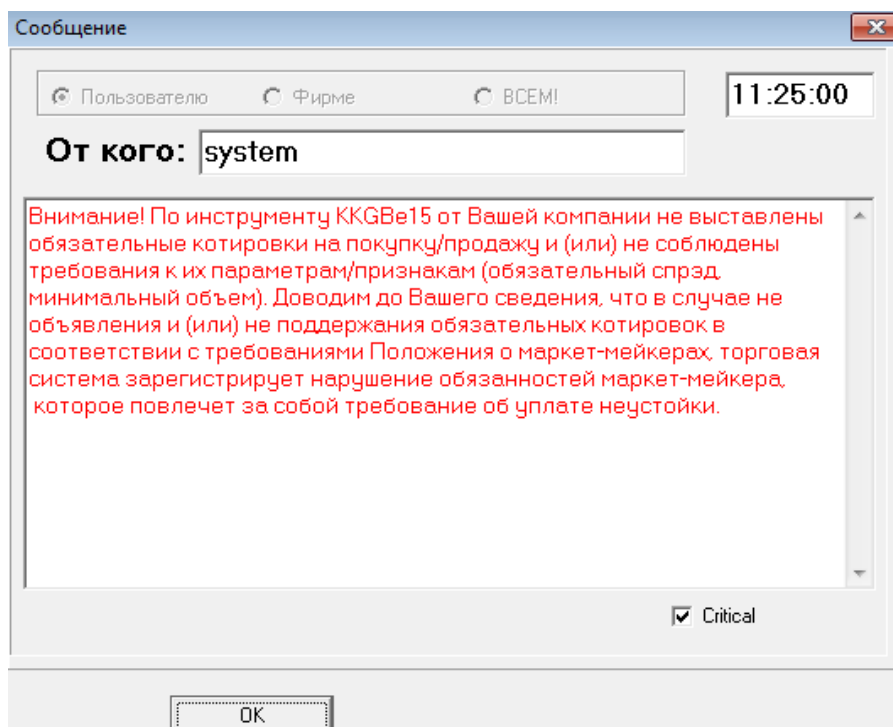 Сообщение
Пользователю Фирме ВСЕМ! 11:25:00
От кого: system
Внимание! По инструменту KKGBe15 от Вашей компании не выставлены
обязательные котировки на покупку/продажу и (или) не соблюдены
требования к их параметрам/признакам (обязательный спрэд,
минимальный объем). Доводим до Вашего сведения, что в случае не
объявления и (или) не поддержания обязательных котировок в
соответствии с требованиями Положения о маркет-мейкерах, торговая
система зарегистрирует нарушение обязанностей маркет-мейкера,
которое повлечет за собой требование об уплате неустойки.
Critical
OK